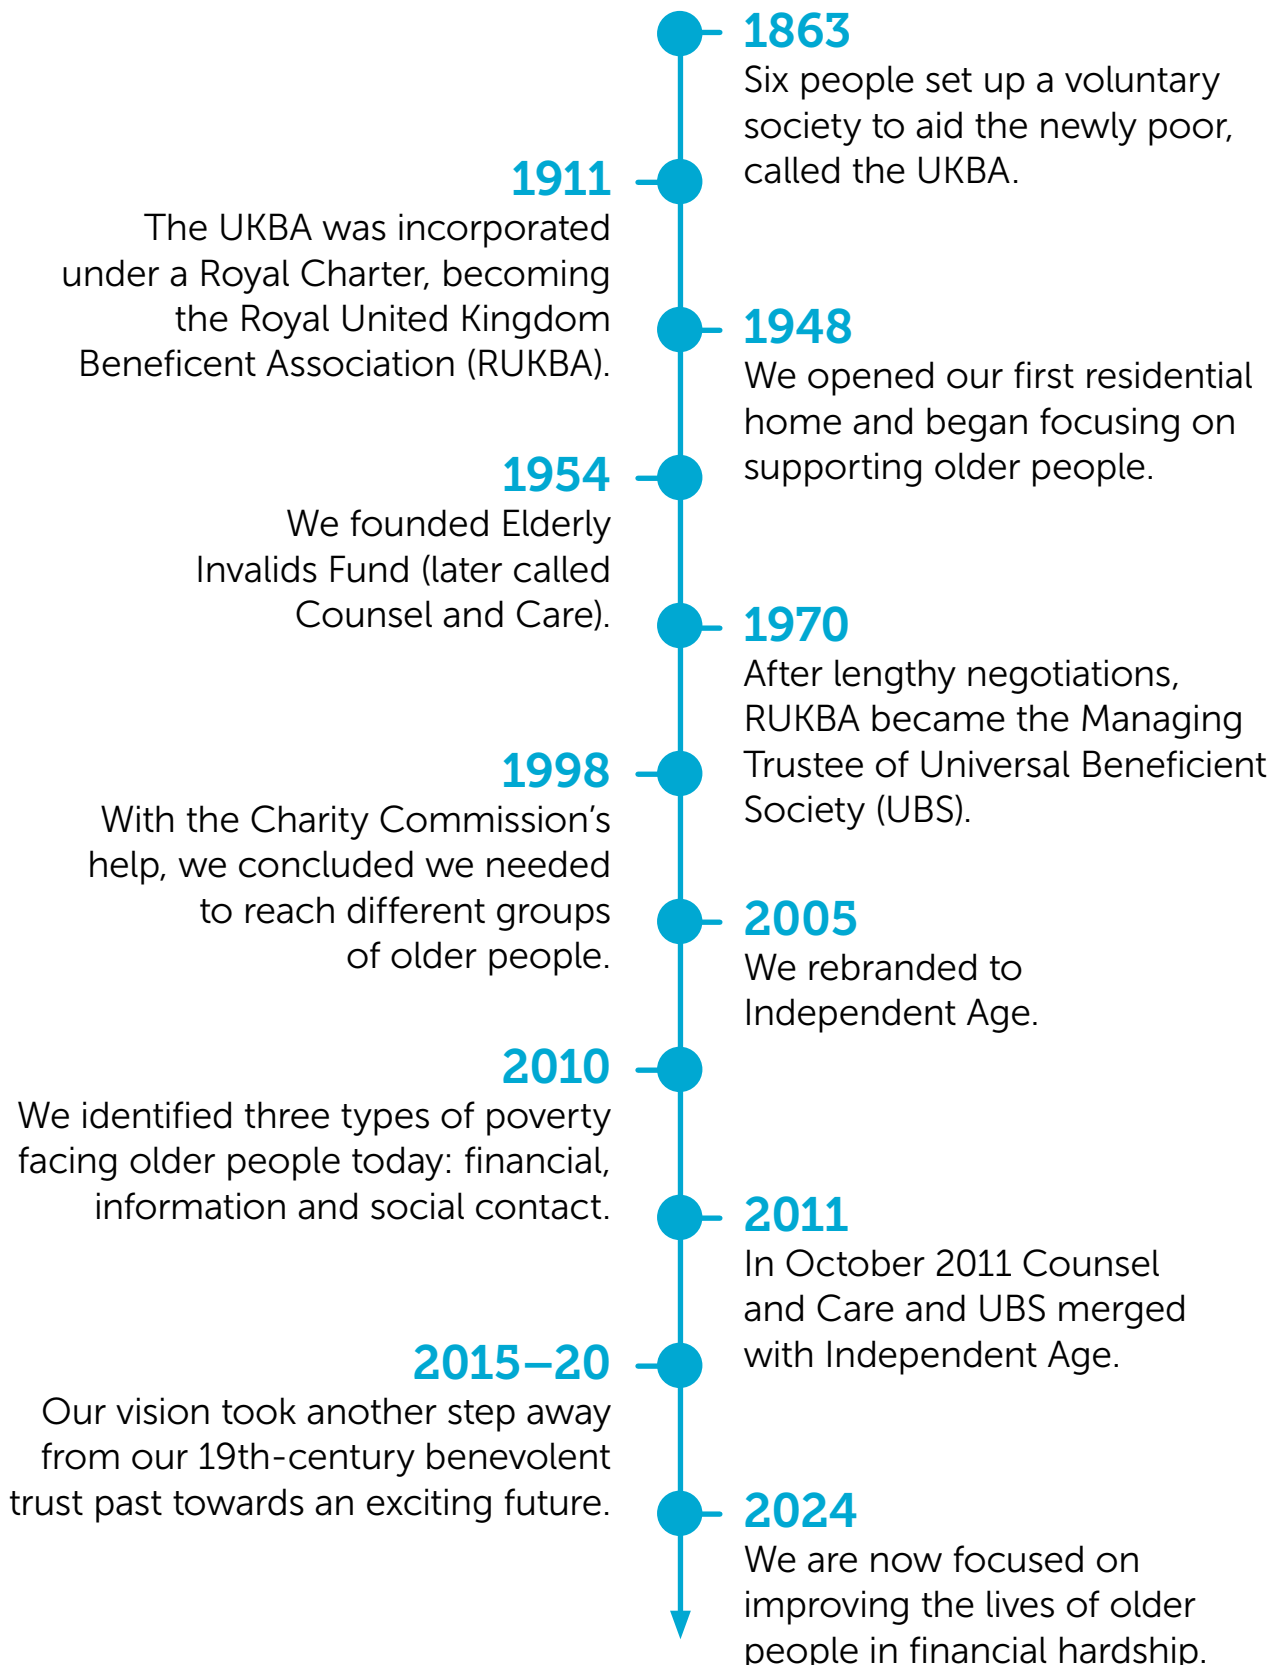 1863
Six people set up a voluntary
society to aid the newly poor,
called the UKBA.
1911
The UKBA was incorporated
under a Royal Charter, becoming
the Royal United Kingdom
Beneficent Association (RUKBA).
1948
We opened our first residential
home and began focusing on
supporting older people.
1954
We founded Elderly
Invalids Fund (later called
Counsel and Care).
1970
After lengthy negotiations,
RUKBA became the Managing
Trustee of Universal Beneficient
Society (UBS).
1998
With the Charity Commission’s
help, we concluded we needed
to reach different groups
of older people.
2005
We rebranded to
Independent Age.
2010
We identified three types of poverty
facing older people today: financial,
information and social contact.
2011
In October 2011 Counsel
and Care and UBS merged
with Independent Age.
2015–20
Our vision took another step away
from our 19th-century benevolent
trust past towards an exciting future.
2024
We are now focused on
improving the lives of older
people in financial hardship.